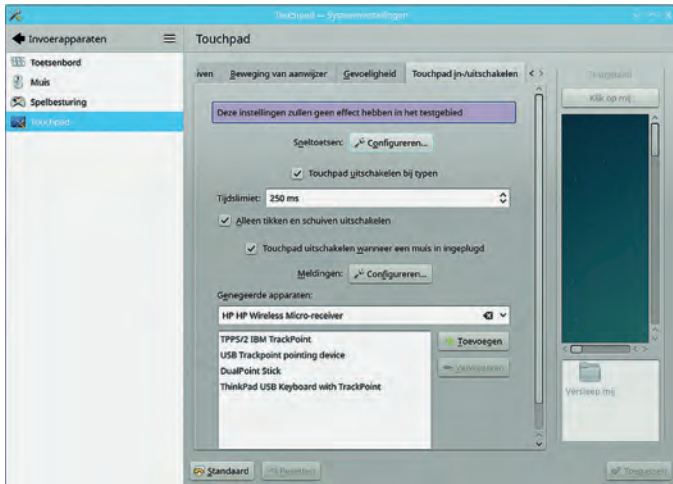 Touchpad — Systeeminstellingen
Invoerapparaten
Touchpad
Toetsenbord
Muis
Spelbesturing
Touchpad
iven
Beweging van aanwijzer
Gevoeligheid
Touchpad in-/uitschakelen
Testgebied
Klik op mij
Deze instellingen zullen geen effect hebben in het testgebied
Sneltoetsen:
Configureren...
Touchpad uitschakelen bij typen
Tijdslimiet:
250 ms
Alleen tikken en schuiven uitschakelen
Touchpad uitschakelen wanneer een muis in ingeplugd
Meldingen:
Configureren...
Genegeerde apparaten:
HP HP Wireless Micro-receiver
TPPS/2 IBM TrackPoint
USB Trackpoint pointing device
DualPoint Stick
ThinkPad USB Keyboard with TrackPoint
Toevoegen
Verwijderen
Versleep mij
Standaard
Resetten
Toepassen